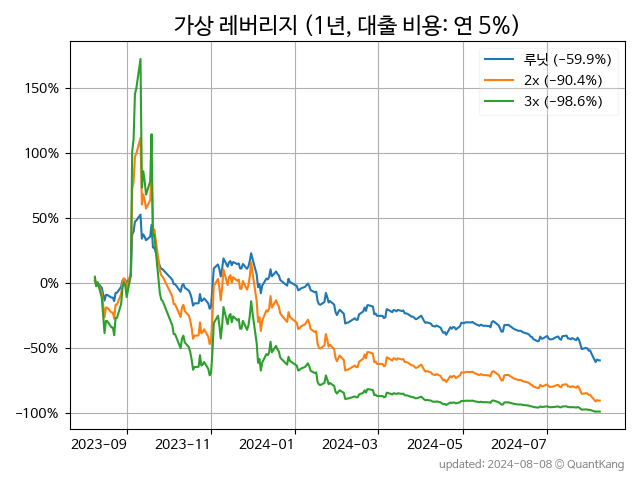 가상 레버리지 (1년, 대출 비용: 연 5%)
루닛 (−59.9%)
2x (−90.4%)
3x (−98.6%)
150%
100%
50%
0%
−50%
−100%
2023-09 2023-11 2024-01 2024-03 2024-05 2024-07
updated: 2024-08-08 © QuantKang